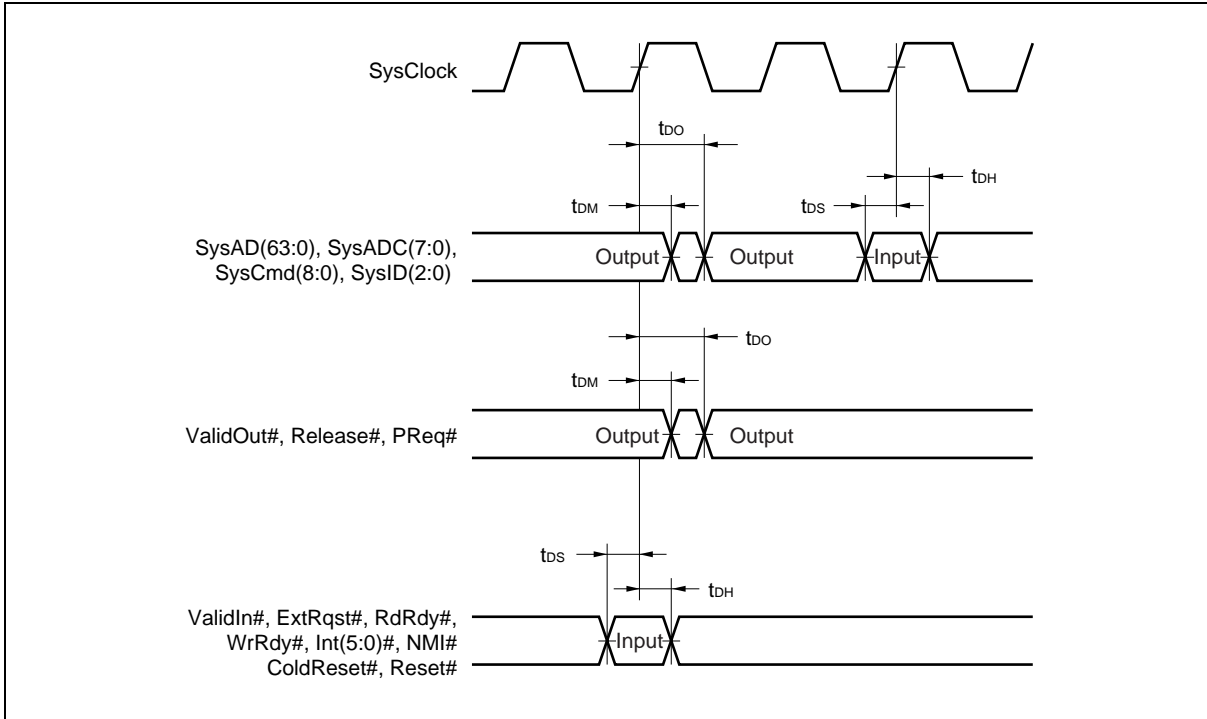 SysClock
tDO
tDH
tDM
tDS
SysAD(63:0), SysADC(7:0),
SysCmd(8:0), SysID(2:0)
Output
Output
Input
tDO
tDM
ValidOut#, Release#, PReq#
Output
Output
tDS
tDH
ValidIn#, ExtRqst#, RdRdy#,
WrRdy#, Int(5:0)#, NMI#
ColdReset#, Reset#
Input